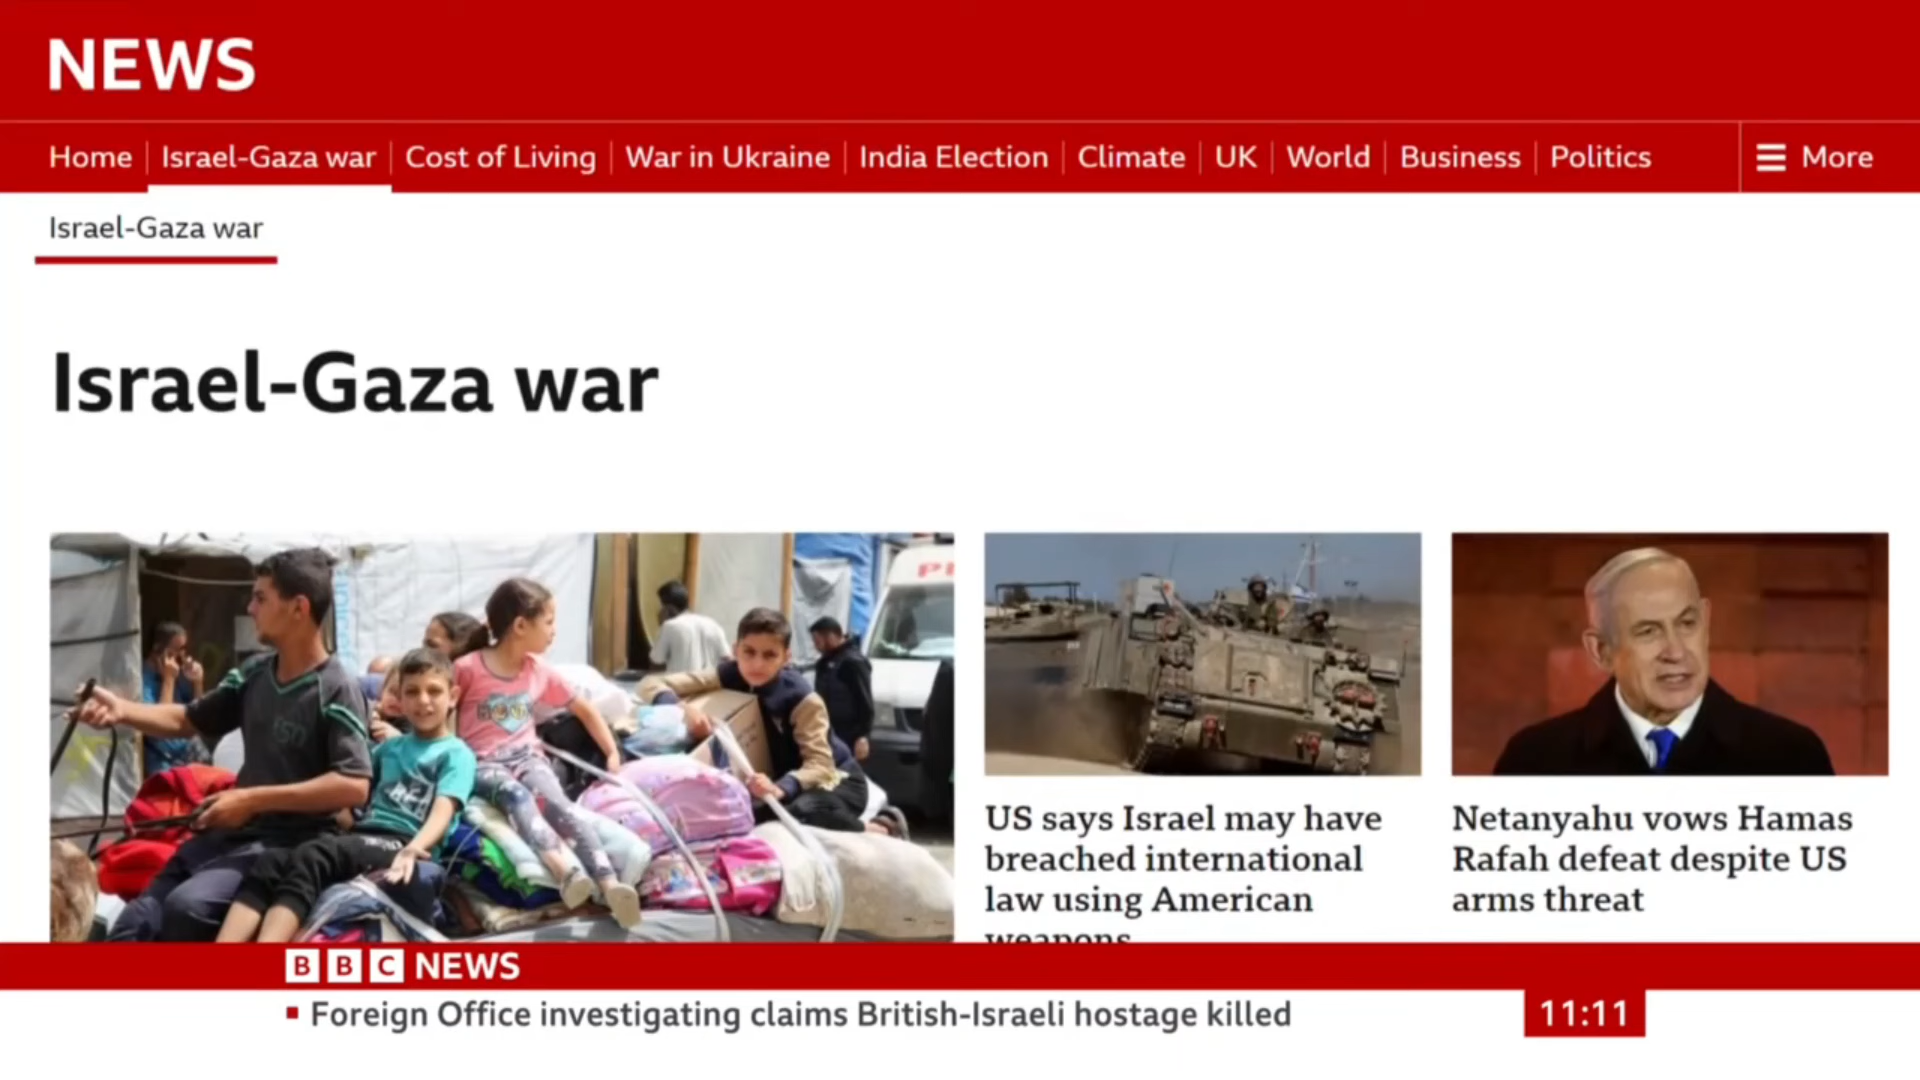 NEWS
Home
Israel-Gaza war
Cost of Living
War in Ukraine
India Election
Climate
UK
World
Business
Politics
More
Israel-Gaza war
Israel-Gaza war
US says Israel may have
breached international
law using American
weapons
Netanyahu vows Hamas
Rafah defeat despite US
arms threat
BBC NEWS
Foreign Office investigating claims British-Israeli hostage killed
11:11